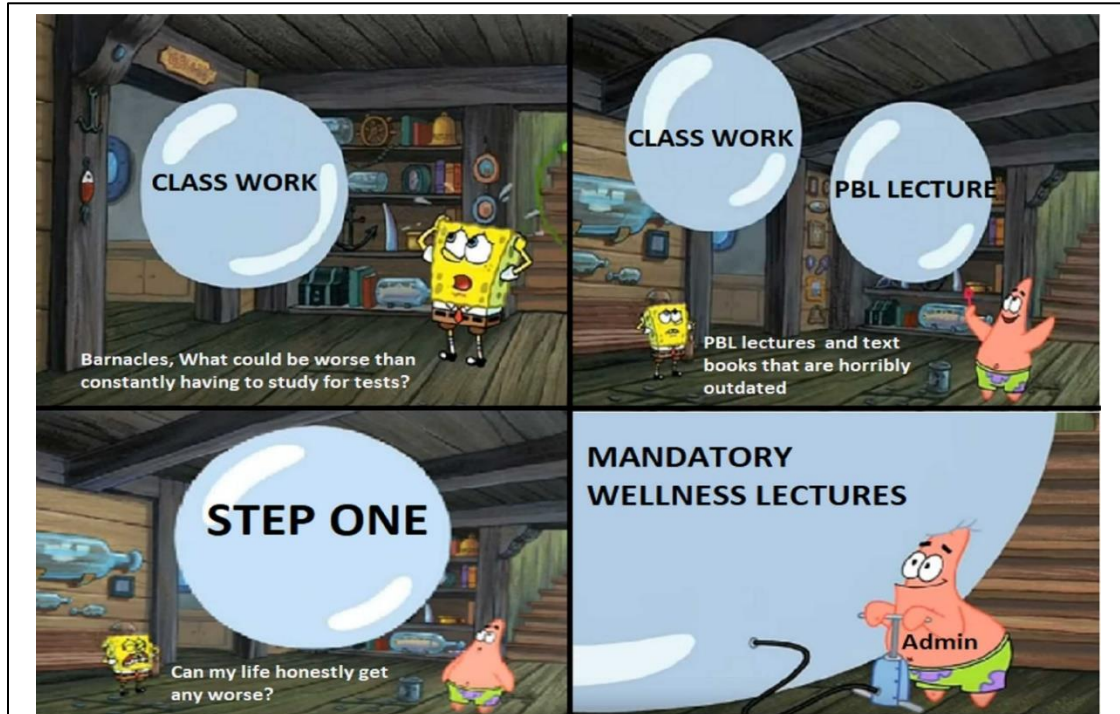 CLASS WORK
Barnacles, What could be worse than
constantly having to study for tests?
CLASS WORK
PBL LECTURE
PBL lectures  and text
books that are horribly
outdated
STEP ONE
Can my life honestly get
any worse?
MANDATORY
WELLNESS LECTURES
Admin